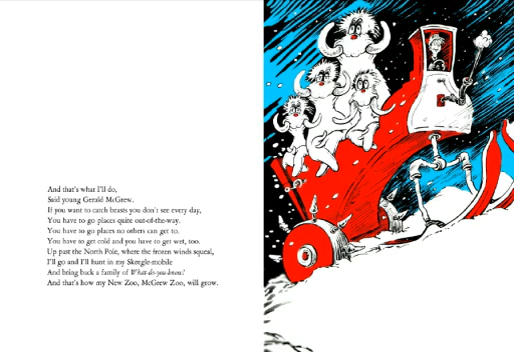 And that's what I'll do,
Said young Gerald McGrew.
If you want to catch beasts you don't see every day,
You have to go places quite out-of-the-way.
You have to go places no others can get to.
You have to get cold and you have to get wet, too.
Up past the North Pole, where the frozen winds squeal,
I'll go and I'll hunt in my Skeegle-mobile
And bring back a family of What-do-you-know!
And that's how my New Zoo, McGrew Zoo, will grow.